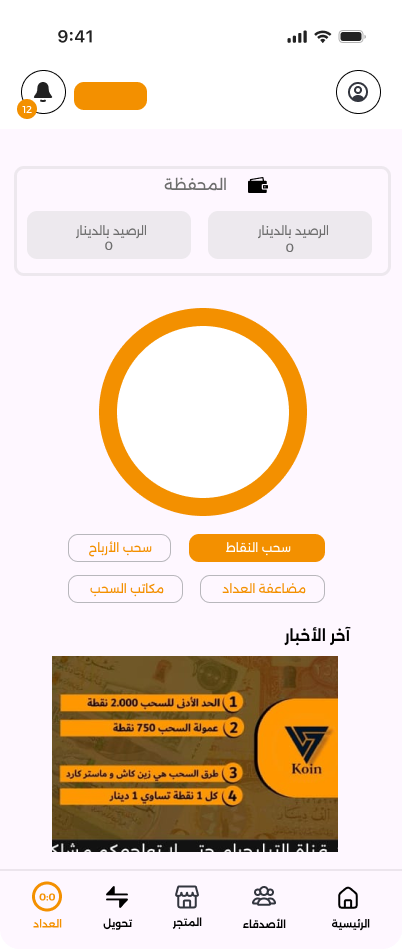 9:41
12
المحفظة
الرصيد بالدينار
0
الرصيد بالدينار
0
سحب النقاط
سحب الأرباح
مضاعفة العداد
مكاتب السحب
آخر الأخبار
1 الحد الأدنى للسحب 2.000 نقطة
2 عمولة السحب 750 نقطة
3 طرق السحب هي زين كاش و ماستر كارد
4 كل 1 نقطة تساوي 1 دينار
Koin
الرئيسية
الأصدقاء
المتجر
تحويل
0:0
العداد